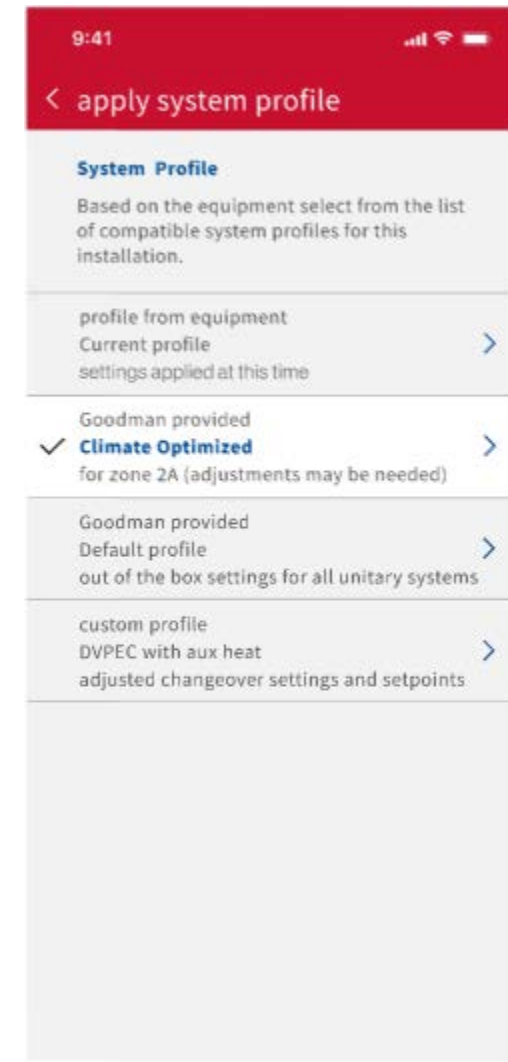 9:41
apply system profile
System Profile
Based on the equipment select from the list
of compatible system profiles for this
installation.
profile from equipment
Current profile
settings applied at this time
Goodman provided
Climate Optimized
for zone 2A (adjustments may be needed)
Goodman provided
Default profile
out of the box settings for all unitary systems
custom profile
DVPEC with aux heat
adjusted changeover settings and setpoints